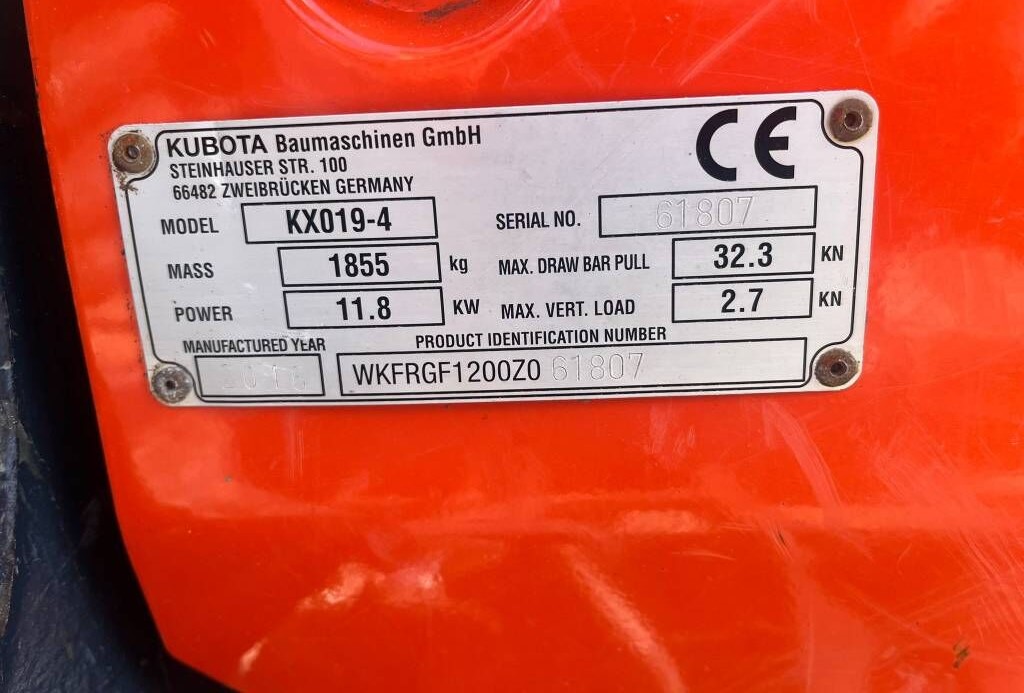 KUBOTA Baumaschinen GmbH
STEINHAUSER STR. 100
66482 ZWEIBRÜCKEN GERMANY
CE
MODEL KX019-4 SERIAL NO. 61807
MASS 1855 kg MAX. DRAW BAR PULL 32.3 KN
POWER 11.8 KW MAX. VERT. LOAD 2.7 KN
MANUFACTURED YEAR PRODUCT IDENTIFICATION NUMBER
WKFRGF1200Z0 61807